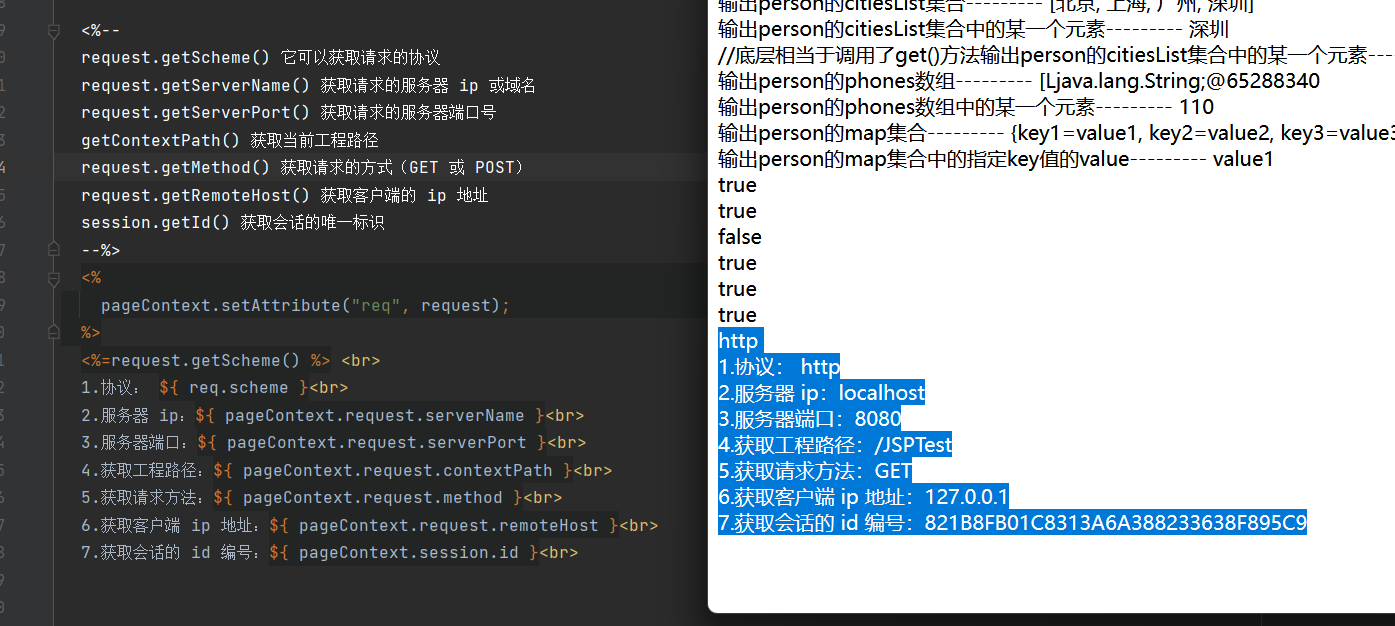 <%--
request.getScheme() 它可以获取请求的协议
request.getServerName() 获取请求的服务器 ip 或域名
request.getServerPort() 获取请求的服务器端口号
getContextPath() 获取当前工程路径
request.getMethod() 获取请求的方式（GET 或 POST）
request.getRemoteHost() 获取客户端的 ip 地址
session.getId() 获取会话的唯一标识
--%>
<%
pageContext.setAttribute("req", request);
%>
<%=request.getScheme() %> <br>
1.协议： ${ req.scheme }<br>
2.服务器 ip：${ pageContext.request.serverName }<br>
3.服务器端口：${ pageContext.request.serverPort }<br>
4.获取工程路径：${ pageContext.request.contextPath }<br>
5.获取请求方法：${ pageContext.request.method }<br>
6.获取客户端 ip 地址：${ pageContext.request.remoteHost }<br>
7.获取会话的 id 编号：${ pageContext.session.id }<br>
输出person的citiesList集合--------- [北京, 上海, 广州, 深圳]
输出person的citiesList集合中的某一个元素--------- 深圳
//底层相当于调用了get()方法输出person的citiesList集合中的某一个元素----
输出person的phones数组--------- [Ljava.lang.String;@65288340
输出person的phones数组中的某一个元素--------- 110
输出person的map集合--------- {key1=value1, key2=value2, key3=value3
输出person的map集合中的指定key值的value--------- value1
true
true
false
true
true
true
http
1.协议： http
2.服务器 ip：localhost
3.服务器端口：8080
4.获取工程路径：/JSPTest
5.获取请求方法：GET
6.获取客户端 ip 地址：127.0.0.1
7.获取会话的 id 编号：821B8FB01C8313A6A388233638F895C9